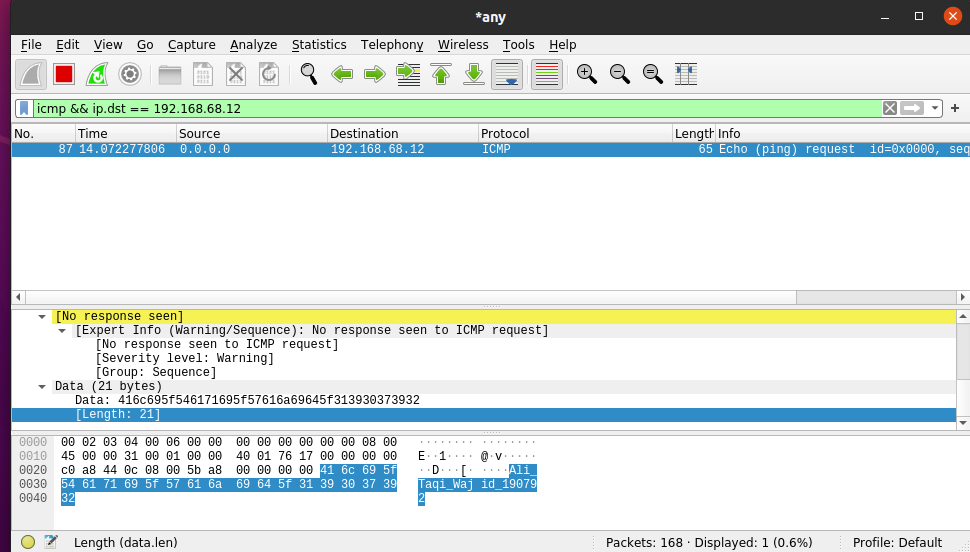 *any
File Edit View Go Capture Analyze Statistics Telephony Wireless Tools Help
icmp && ip.dst == 192.168.68.12
No. Time Source Destination Protocol Length Info
87 14.072277806 0.0.0.0 192.168.68.12 ICMP 65 Echo (ping) request id=0x0000, seq
[No response seen]
[Expert Info (Warning/Sequence): No response seen to ICMP request]
[No response seen to ICMP request]
[Severity level: Warning]
[Group: Sequence]
Data (21 bytes)
Data: 416c695f546171695f57616a69645f313930373932
[Length: 21]
0000 00 02 03 04 00 06 00 00 00 00 00 00 00 00 08 00 ········ ········
0010 45 00 00 31 00 01 00 00 40 01 76 17 00 00 00 00 E··1···· @·v·····
0020 c0 a8 44 0c 08 00 5b a8 00 00 00 00 41 6c 69 5f ··D···[· ····Ali_
0030 54 61 71 69 5f 57 61 6a 69 64 5f 31 39 30 37 39 Taqi_Waj id_19079
0040 32 2
Length (data.len) Packets: 168 · Displayed: 1 (0.6%) Profile: Default